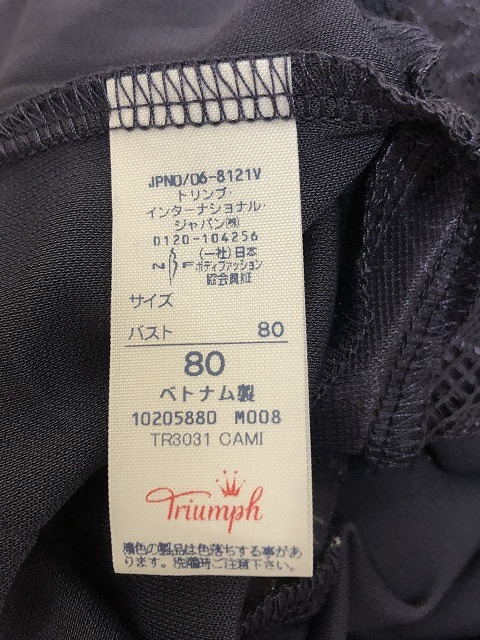 JPNO/06-8121V
トリンプ・
インターナショナル・
ジャパン(株)
0120-104256
(一社)日本
NBF ボディファッション
協会会員証
サイズ
バスト 80
80
ベトナム製
10205880 M008
TR3031 CAMI
Triumph
濃色の製品は色落ちする事があ
ります。洗濯時ご注意下さい。